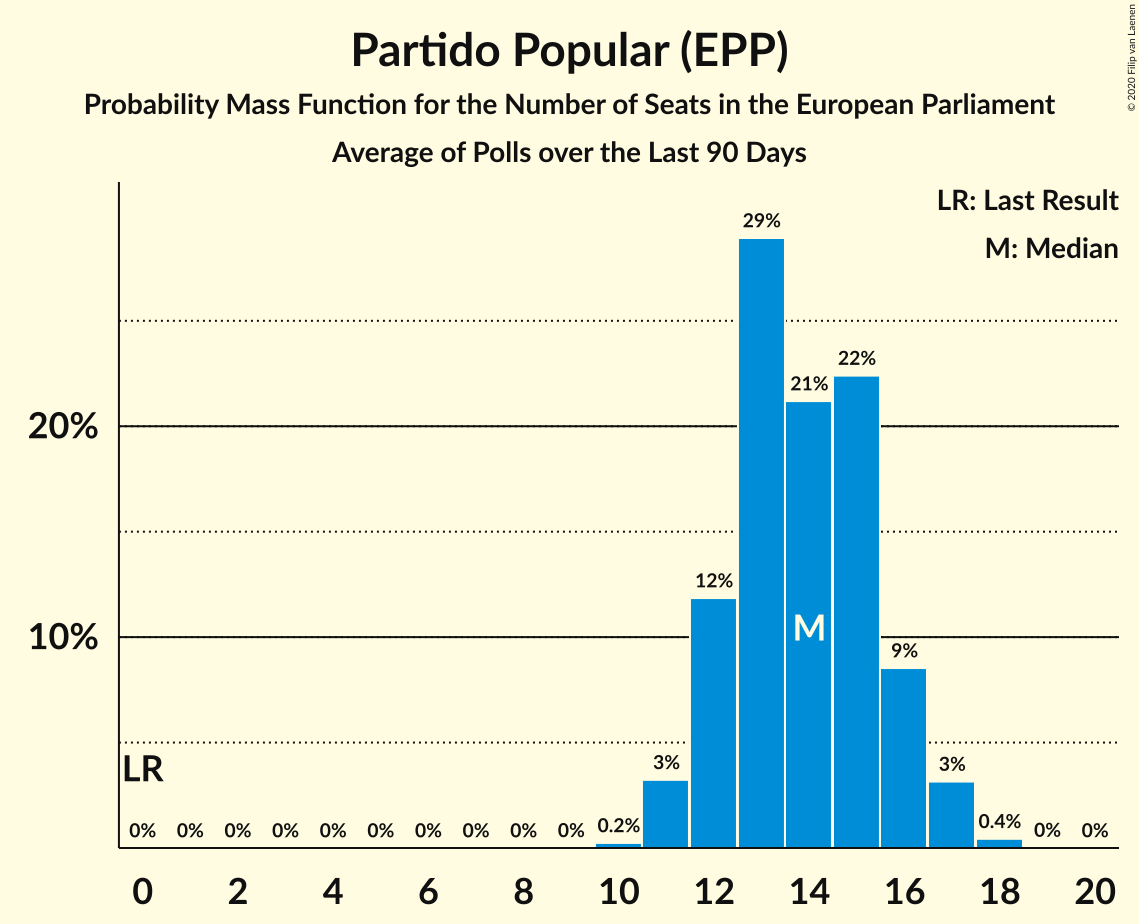 Partido Popular (EPP)
Probability Mass Function for the Number of Seats in the European Parliament
Average of Polls over the Last 90 Days
© 2020 Filip van Laenen
LR: Last Result
M: Median
29%
22%
21%
20%
12%
M
10%
9%
LR
3%
3%
0% 0% 0% 0% 0% 0% 0% 0% 0% 0% 0.2% 0.4% 0% 0%
0 2 4 6 8 10 12 14 16 18 20